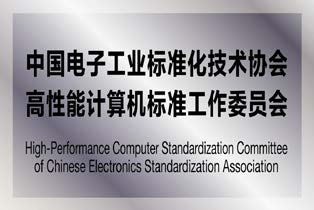 中国电子工业标准化技术协会
高性能计算机标准工作委员会
High-Performance Computer Standardization Committee
of Chinese Electronics Standardization Association